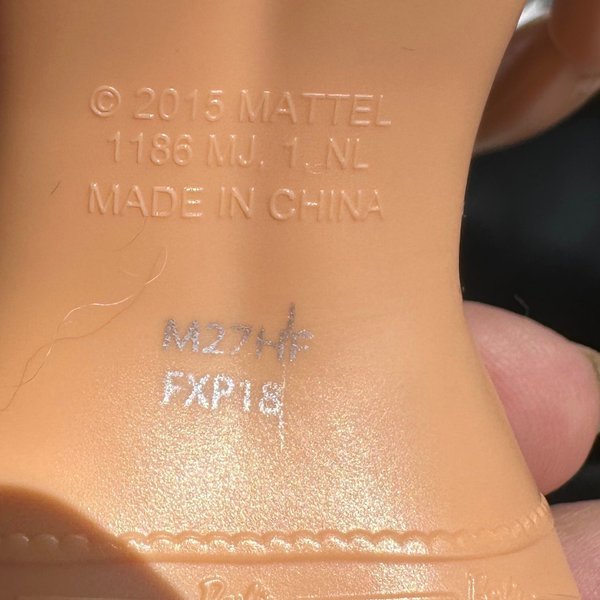 © 2015 MATTEL
1186 MJ. 1. NL
MADE IN CHINA
M27HF
FXP18